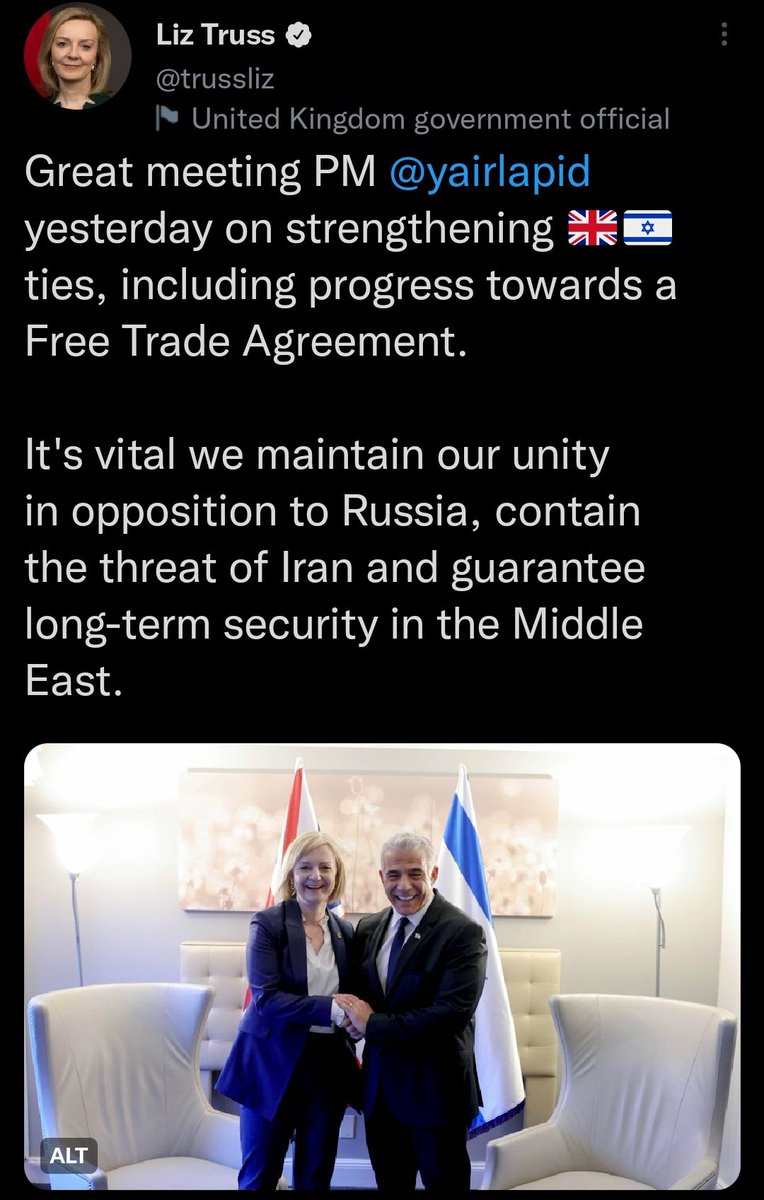 Liz Truss
@trussliz
United Kingdom government official
Great meeting PM @yairlapid
yesterday on strengthening 🇬🇧🇮🇱
ties, including progress towards a
Free Trade Agreement.
It's vital we maintain our unity
in opposition to Russia, contain
the threat of Iran and guarantee
long-term security in the Middle
East.
ALT